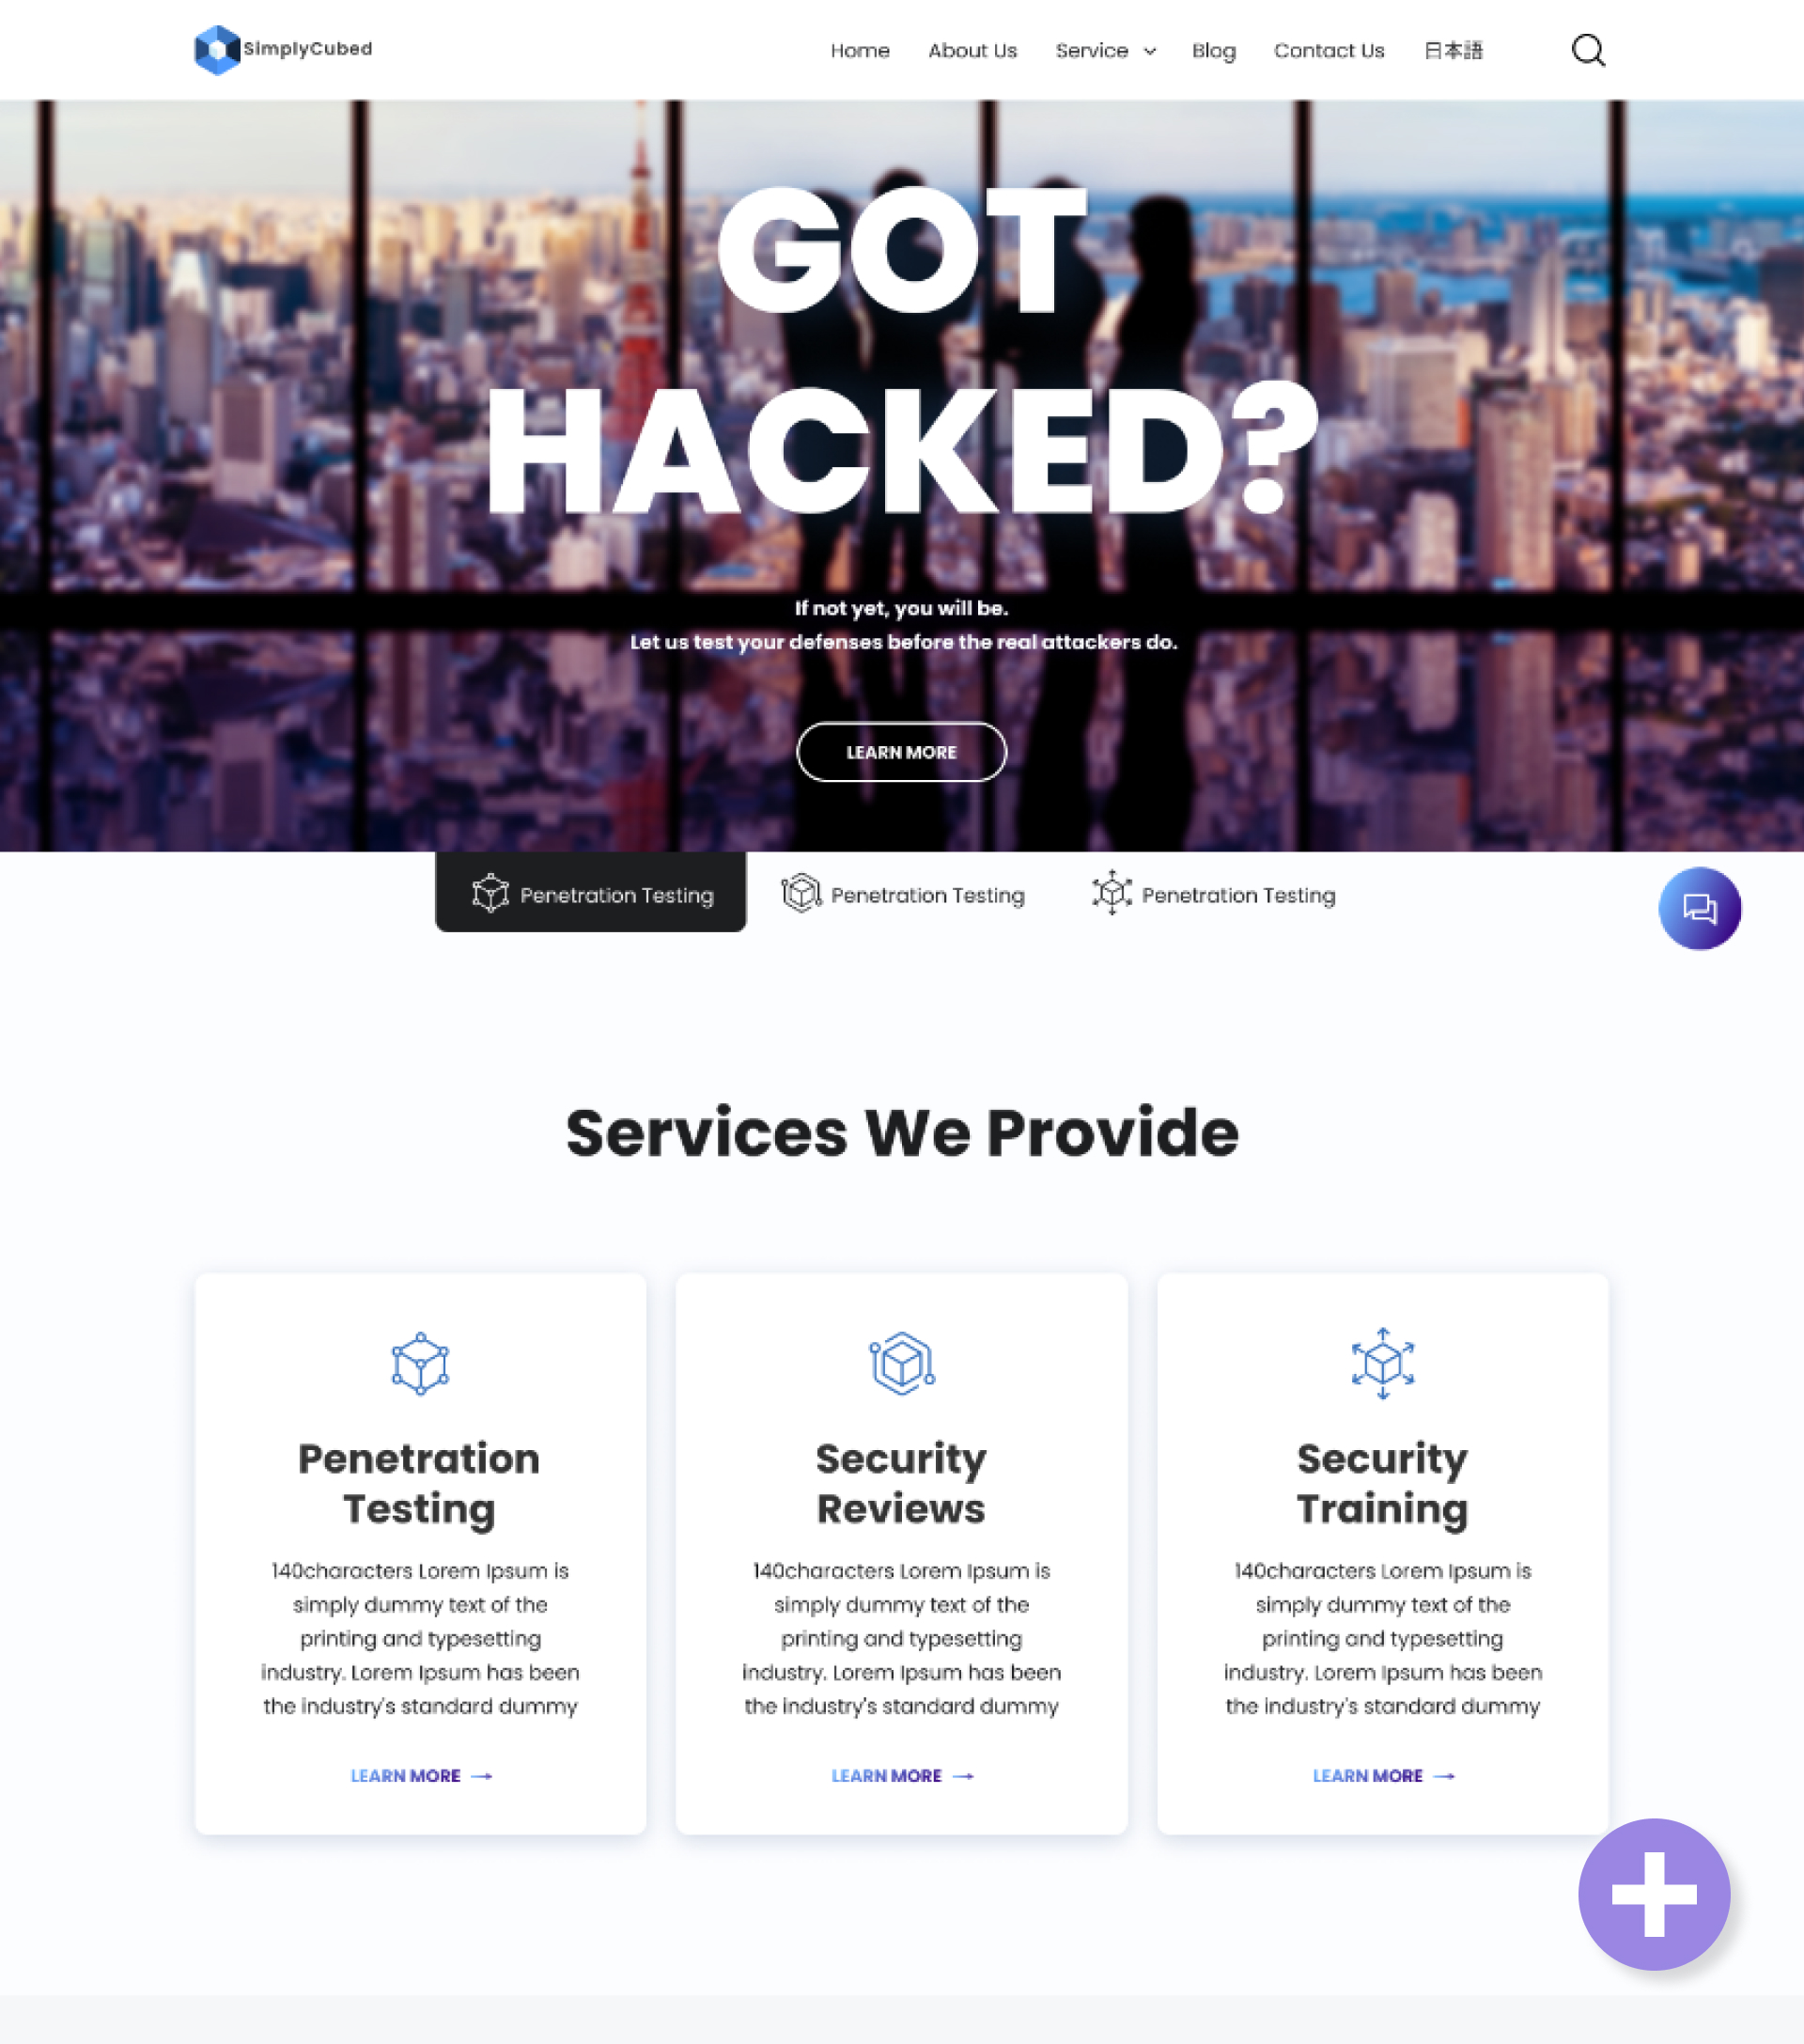 SimplyCubed
Home About Us Service Blog Contact Us 日本語
GOT
HACKED?
If not yet, you will be.
Let us test your defenses before the real attackers do.
LEARN MORE
Penetration Testing Penetration Testing Penetration Testing
Services We Provide
Penetration
Testing
140characters Lorem Ipsum is
simply dummy text of the
printing and typesetting
industry. Lorem Ipsum has been
the industry's standard dummy
LEARN MORE
Security
Reviews
140characters Lorem Ipsum is
simply dummy text of the
printing and typesetting
industry. Lorem Ipsum has been
the industry's standard dummy
LEARN MORE
Security
Training
140characters Lorem Ipsum is
simply dummy text of the
printing and typesetting
industry. Lorem Ipsum has been
the industry's standard dummy
LEARN MORE